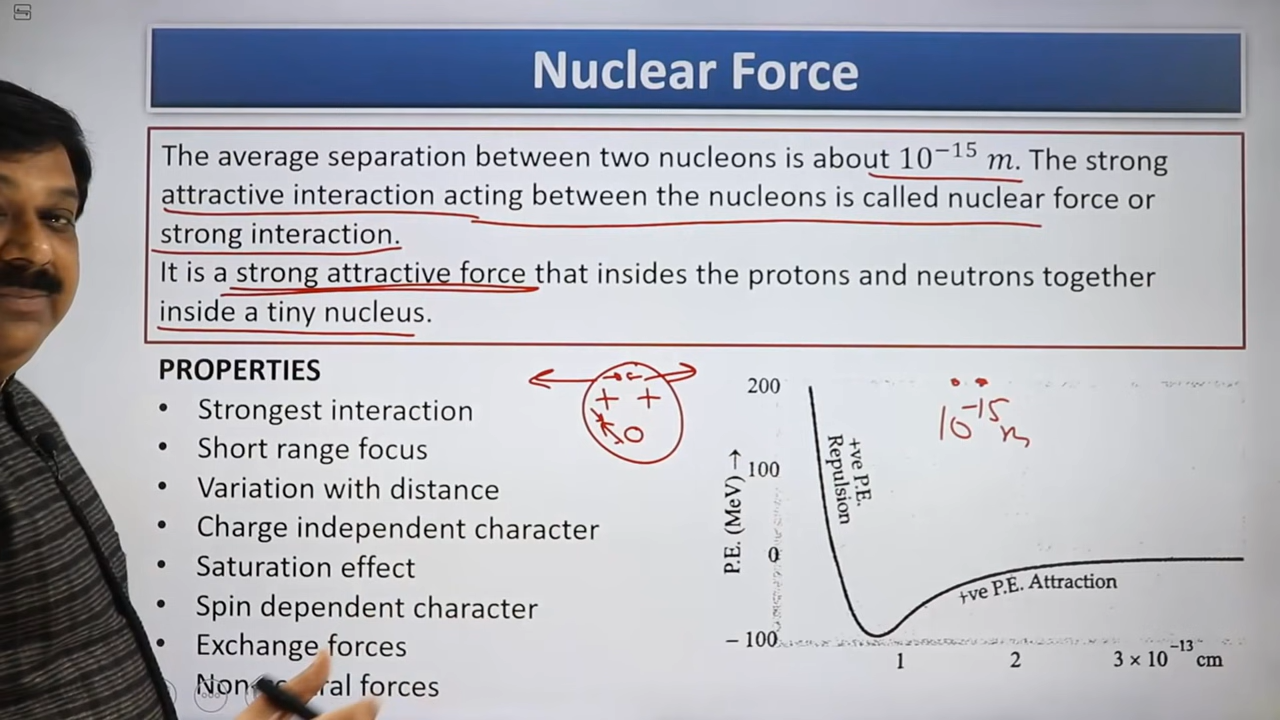 Nuclear Force
The average separation between two nucleons is about 10⁻¹⁵ m. The strong
attractive interaction acting between the nucleons is called nuclear force or
strong interaction.
It is a strong attractive force that insides the protons and neutrons together
inside a tiny nucleus.
PROPERTIES
• Strongest interaction
• Short range focus
• Variation with distance
• Charge independent character
• Saturation effect
• Spin dependent character
• Exchange forces
forces
+ +
O
10⁻¹⁵ m
P.E. (MeV) →
200
100
0
– 100
+ve P.E.
Repulsion
+ve P.E. Attraction
1 2 3 × 10⁻¹³ cm